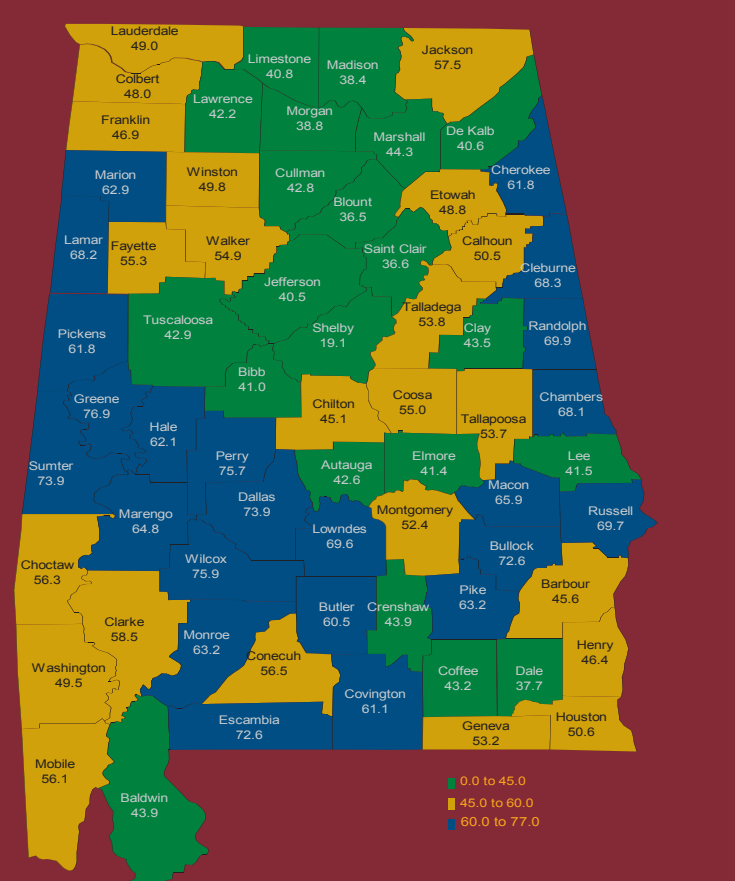 Lauderdale
49.0
Limestone
40.8
Madison
38.4
Jackson
57.5
Colbert
48.0
Lawrence
42.2
Franklin
46.9
Morgan
38.8
Marshall
44.3
De Kalb
40.6
Marion
62.9
Winston
49.8
Cullman
42.8
Cherokee
61.8
Blount
36.5
Etowah
48.8
Lamar
68.2
Fayette
55.3
Walker
54.9
Saint Clair
36.6
Calhoun
50.5
Cleburne
68.3
Jefferson
40.5
Talladega
53.8
Pickens
61.8
Tuscaloosa
42.9
Shelby
19.1
Clay
43.5
Randolph
69.9
Bibb
41.0
Greene
76.9
Hale
62.1
Chilton
45.1
Coosa
55.0
Tallapoosa
53.7
Chambers
68.1
Sumter
73.9
Perry
75.7
Autauga
42.6
Elmore
41.4
Lee
41.5
Macon
65.9
Marengo
64.8
Dallas
73.9
Lowndes
69.6
Montgomery
52.4
Russell
69.7
Bullock
72.6
Choctaw
56.3
Wilcox
75.9
Butler
60.5
Crenshaw
43.9
Pike
63.2
Barbour
45.6
Clarke
58.5
Monroe
63.2
Conecuh
56.5
Henry
46.4
Washington
49.5
Coffee
43.2
Dale
37.7
Covington
61.1
Escambia
72.6
Geneva
53.2
Houston
50.6
Mobile
56.1
Baldwin
43.9
0.0 to 45.0
45.0 to 60.0
60.0 to 77.0